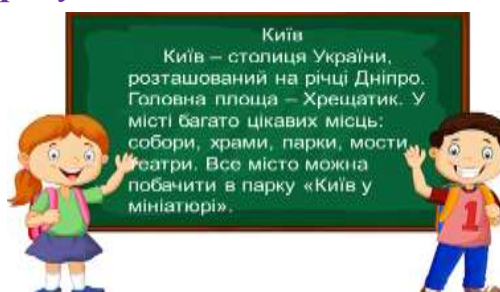 Київ
Київ – столиця України,
розташований на річці Дніпро.
Головна площа – Хрещатик. У
місті багато цікавих місць:
собори, храми, парки, мости,
театри. Все місто можна
побачити в парку «Київ у
мініатюрі».
1